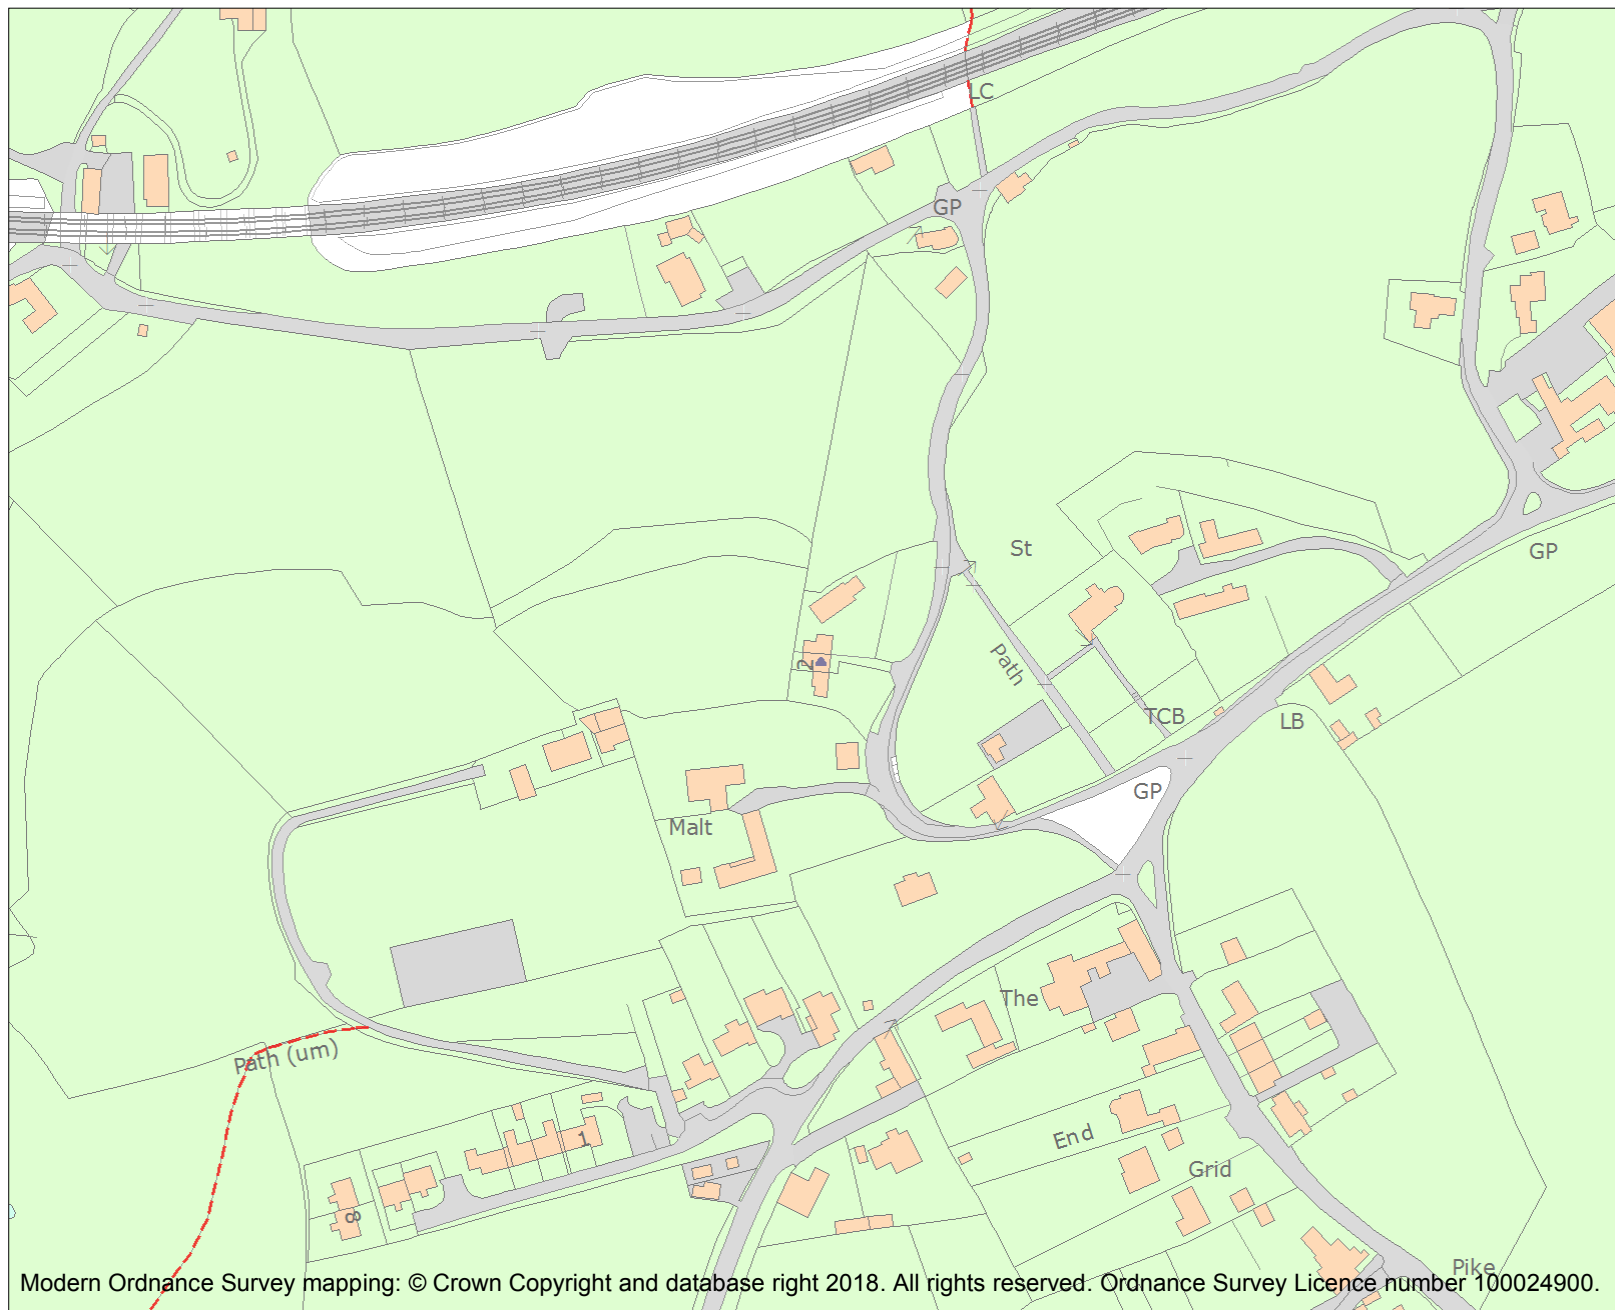 LC
GP
St
GP
Path
2
TCB
LB
GP
Malt
The
Path (um)
End
1
Grid
8
Pike
Modern Ordnance Survey mapping: © Crown Copyright and database right 2018. All rights reserved. Ordnance Survey Licence number 100024900.